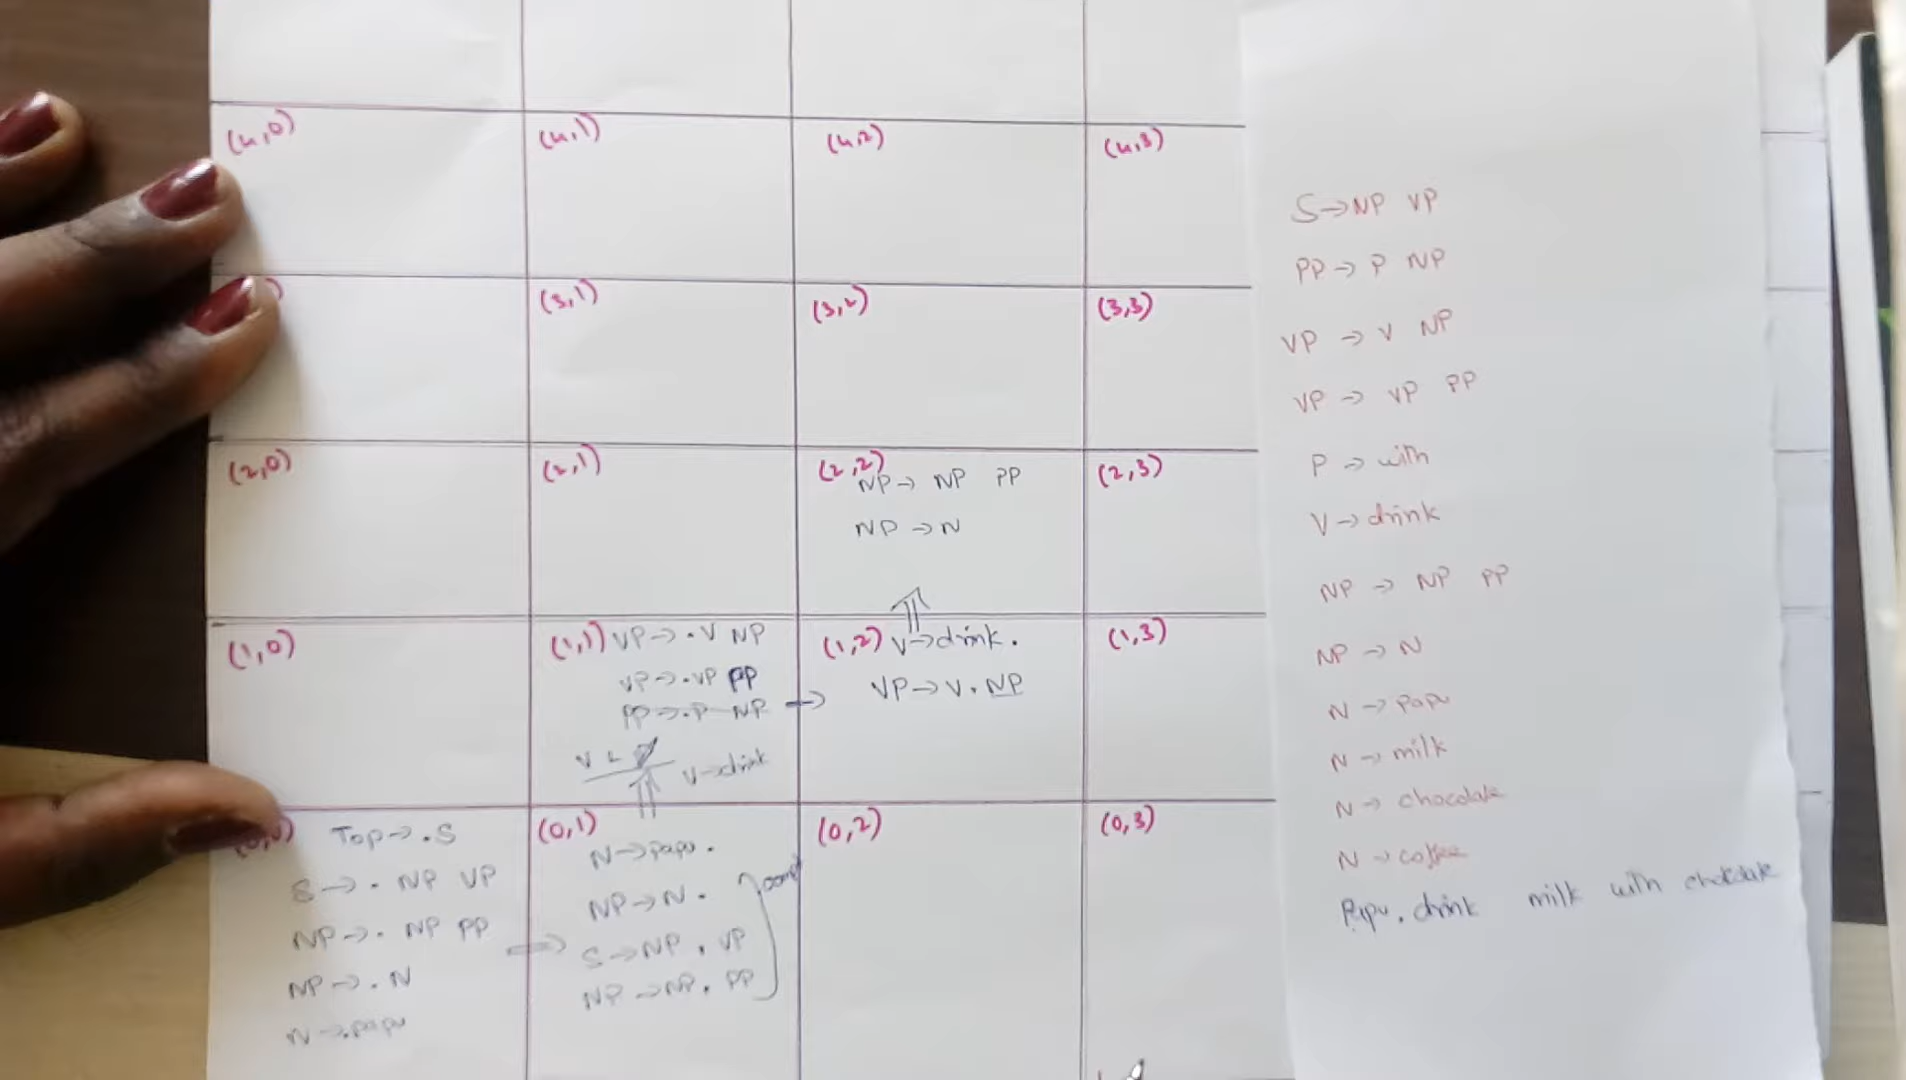 (4,0)
(4,1)
(4,2)
(4,3)
(3,1)
(3,2)
(3,3)
(2,0)
(2,1)
(2,2)
NP → NP PP
NP → N
(2,3)
(1,0)
(1,1) VP → .V NP
VP → .VP PP
PP → .P NP
V → drink
(1,2) V → drink.
VP → V. NP
(1,3)
Top → .S
S → . NP VP
NP → . NP PP
NP → . N
N → .papu
(0,1)
N → papu.
NP → N.
S → NP . VP
NP → NP. PP
(0,2)
(0,3)
S → NP VP
PP → P NP
VP → V NP
VP → VP PP
P → with
V → drink
NP → NP PP
NP → N
N → papu
N → milk
N → chocolate
N → coffee
Papu. drink milk with chocolate